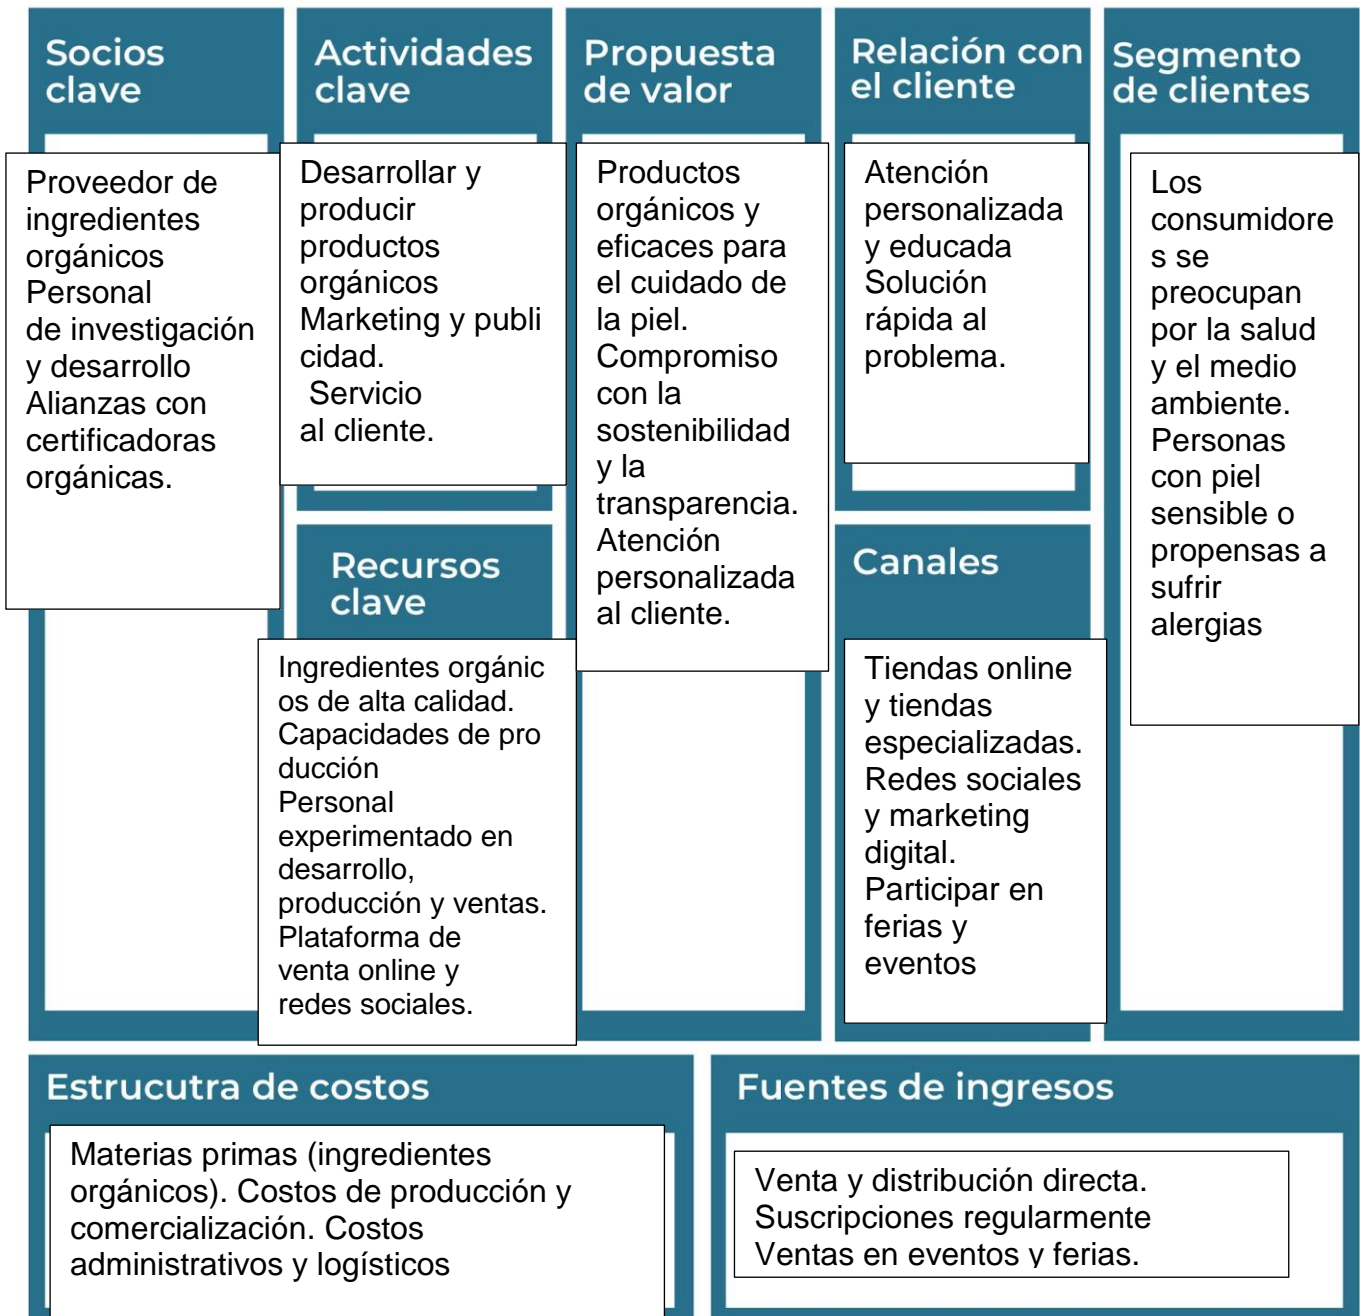 Socios
clave
Proveedor de
ingredientes
orgánicos
Personal
de investigación
y desarrollo
Alianzas con
certificadoras
orgánicas.
Actividades
clave
Desarrollar y
producir
productos
orgánicos
Marketing y publi
cidad.
Servicio
al cliente.
Recursos
clave
Ingredientes orgánic
os de alta calidad.
Capacidades de pro
ducción
Personal
experimentado en
desarrollo,
producción y ventas.
Plataforma de
venta online y
redes sociales.
Propuesta
de valor
Productos
orgánicos y
eficaces para
el cuidado de
la piel.
Compromiso
con la
sostenibilidad
y la
transparencia.
Atención
personalizada
al cliente.
Relación con
el cliente
Atención
personalizada
y educada
Solución
rápida al
problema.
Canales
Tiendas online
y tiendas
especializadas.
Redes sociales
y marketing
digital.
Participar en
ferias y
eventos
Segmento
de clientes
Los
consumidore
s se
preocupan
por la salud
y el medio
ambiente.
Personas
con piel
sensible o
propensas a
sufrir
alergias
Estrucutra de costos
Materias primas (ingredientes
orgánicos). Costos de producción y
comercialización. Costos
administrativos y logísticos
Fuentes de ingresos
Venta y distribución directa.
Suscripciones regularmente
Ventas en eventos y ferias.